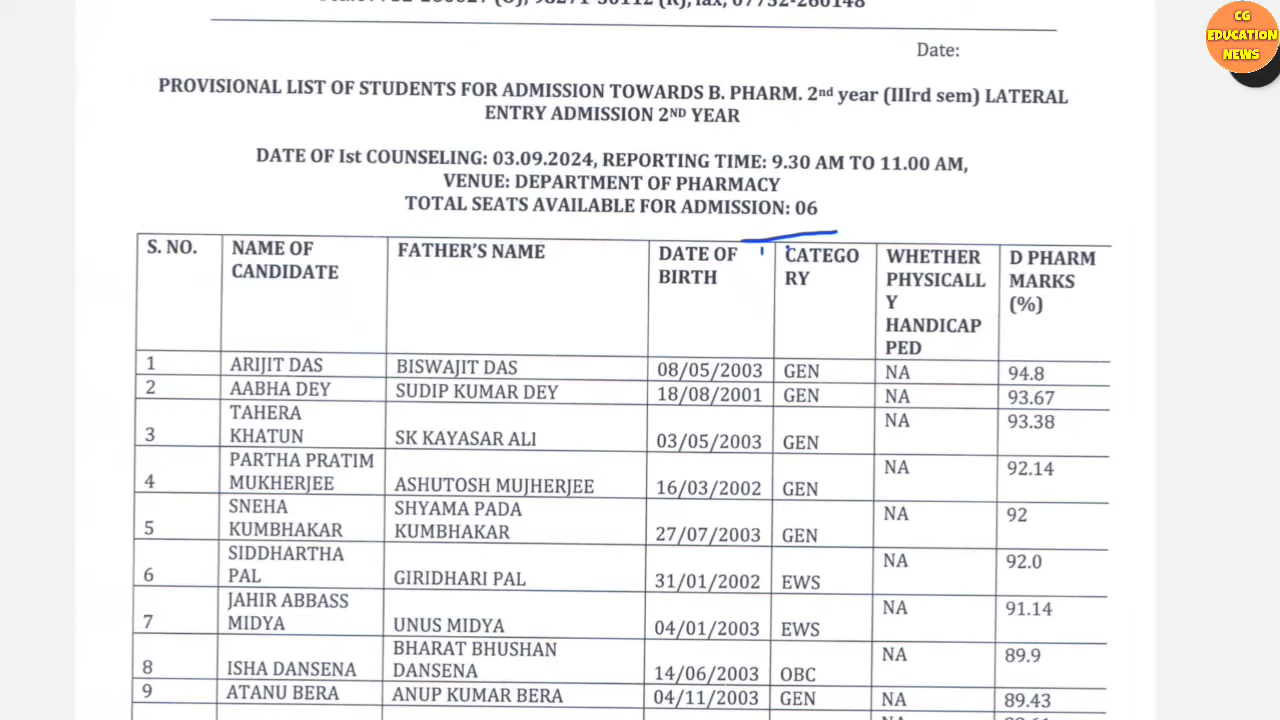 CG
EDUCATION
NEWS
Date:
PROVISIONAL LIST OF STUDENTS FOR ADMISSION TOWARDS B. PHARM. 2nd year (IIIrd sem) LATERAL
ENTRY ADMISSION 2ND YEAR
DATE OF Ist COUNSELING: 03.09.2024, REPORTING TIME: 9.30 AM TO 11.00 AM,
VENUE: DEPARTMENT OF PHARMACY
TOTAL SEATS AVAILABLE FOR ADMISSION: 06
S. NO. NAME OF CANDIDATE FATHER'S NAME DATE OF BIRTH CATEGORY WHETHER PHYSICALLY HANDICAPPED D PHARM MARKS (%)
1 ARIJIT DAS BISWAJIT DAS 08/05/2003 GEN NA 94.8
2 AABHA DEY SUDIP KUMAR DEY 18/08/2001 GEN NA 93.67
3 TAHERA KHATUN SK KAYASAR ALI 03/05/2003 GEN NA 93.38
4 PARTHA PRATIM MUKHERJEE ASHUTOSH MUJHERJEE 16/03/2002 GEN NA 92.14
5 SNEHA KUMBHAKAR SHYAMA PADA KUMBHAKAR 27/07/2003 GEN NA 92
6 SIDDHARTHA PAL GIRIDHARI PAL 31/01/2002 EWS NA 92.0
7 JAHIR ABBASS MIDYA UNUS MIDYA 04/01/2003 EWS NA 91.14
8 ISHA DANSENA BHARAT BHUSHAN DANSENA 14/06/2003 OBC NA 89.9
9 ATANU BERA ANUP KUMAR BERA 04/11/2003 GEN NA 89.43